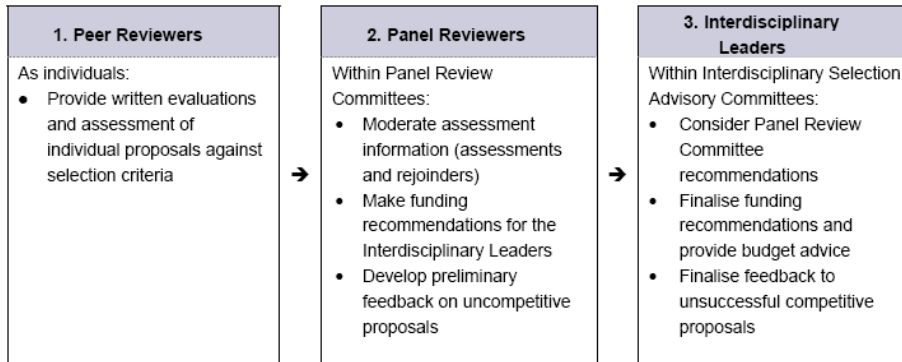 1. Peer Reviewers
As individuals:
● Provide written evaluations
and assessment of
individual proposals against
selection criteria
➔
2. Panel Reviewers
Within Panel Review
Committees:
• Moderate assessment
information (assessments
and rejoinders)
• Make funding
recommendations for the
Interdisciplinary Leaders
• Develop preliminary
feedback on uncompetitive
proposals
➔
3. Interdisciplinary
Leaders
Within Interdisciplinary Selection
Advisory Committees:
• Consider Panel Review
Committee
recommendations
• Finalise funding
recommendations and
provide budget advice
• Finalise feedback to
unsuccessful competitive
proposals